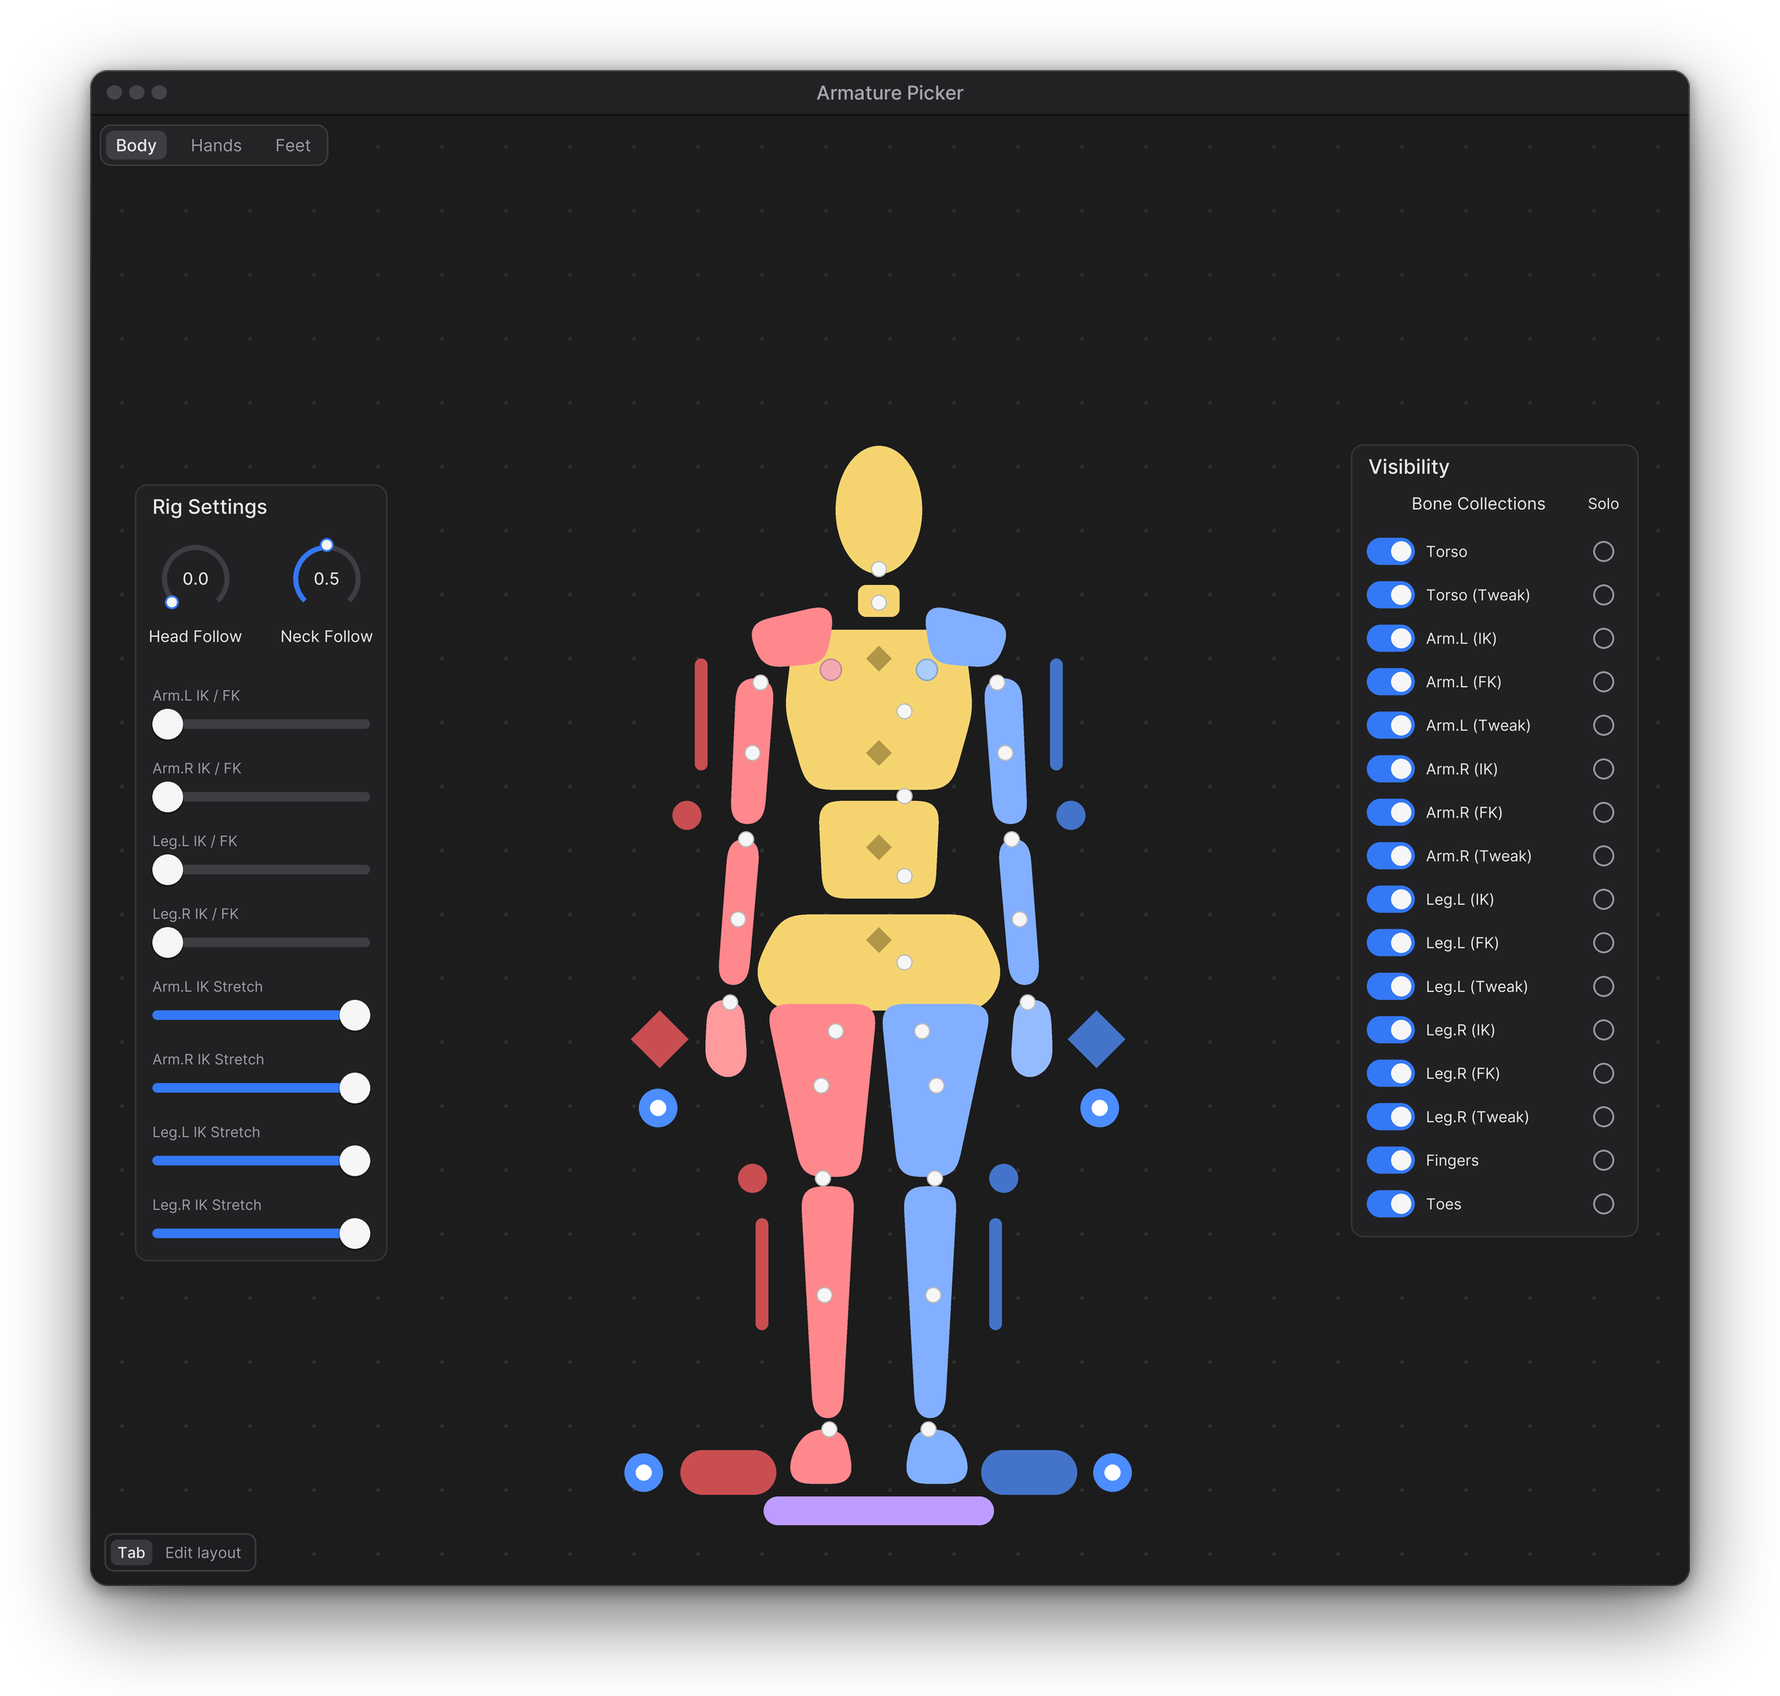 Armature Picker
Body Hands Feet
Rig Settings
0.0 0.5
Head Follow Neck Follow
Arm.L IK / FK
Arm.R IK / FK
Leg.L IK / FK
Leg.R IK / FK
Arm.L IK Stretch
Arm.R IK Stretch
Leg.L IK Stretch
Leg.R IK Stretch
Visibility
Bone Collections Solo
Torso
Torso (Tweak)
Arm.L (IK)
Arm.L (FK)
Arm.L (Tweak)
Arm.R (IK)
Arm.R (FK)
Arm.R (Tweak)
Leg.L (IK)
Leg.L (FK)
Leg.L (Tweak)
Leg.R (IK)
Leg.R (FK)
Leg.R (Tweak)
Fingers
Toes
Tab Edit layout